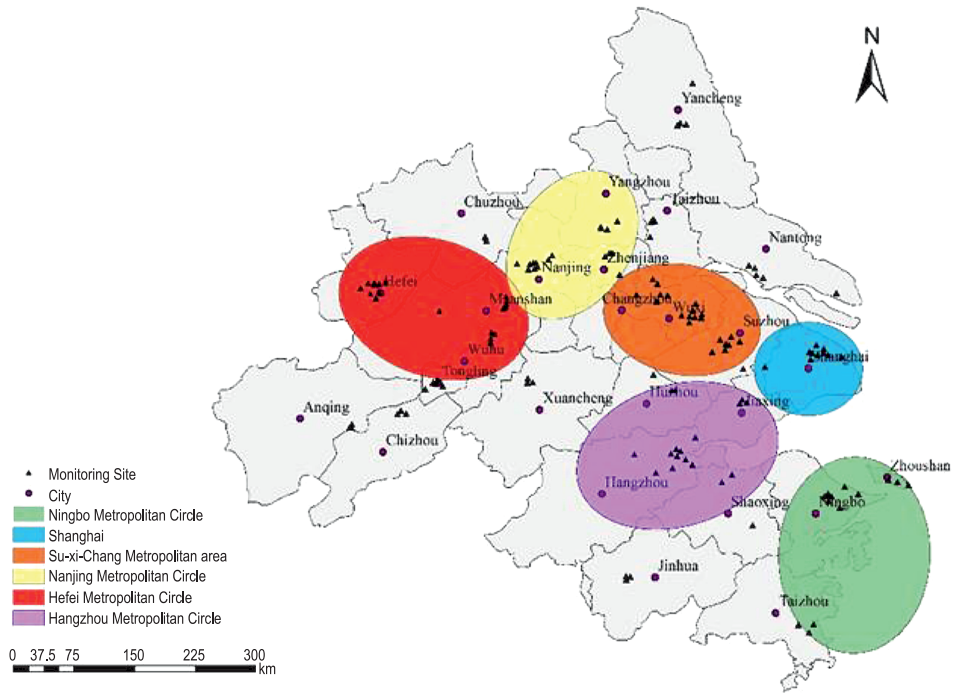 N
Yancheng
Yangzhou
Chuzhou
Taizhou
Nantong
Zhenjiang
Nanjing
Hefei
Maanshan
Changzhou
Wuxi
Suzhou
Wuhu
Shanghai
Tongling
Xuancheng
Huzhou
Jiaxing
Anqing
Chizhou
Zhoushan
Hangzhou
Shaoxing
Ningbo
Jinhua
Taizhou
Monitoring Site
City
Ningbo Metropolitan Circle
Shanghai
Su-xi-Chang Metropolitan area
Nanjing Metropolitan Circle
Hefei Metropolitan Circle
Hangzhou Metropolitan Circle
0 37.5 75 150 225 300
km